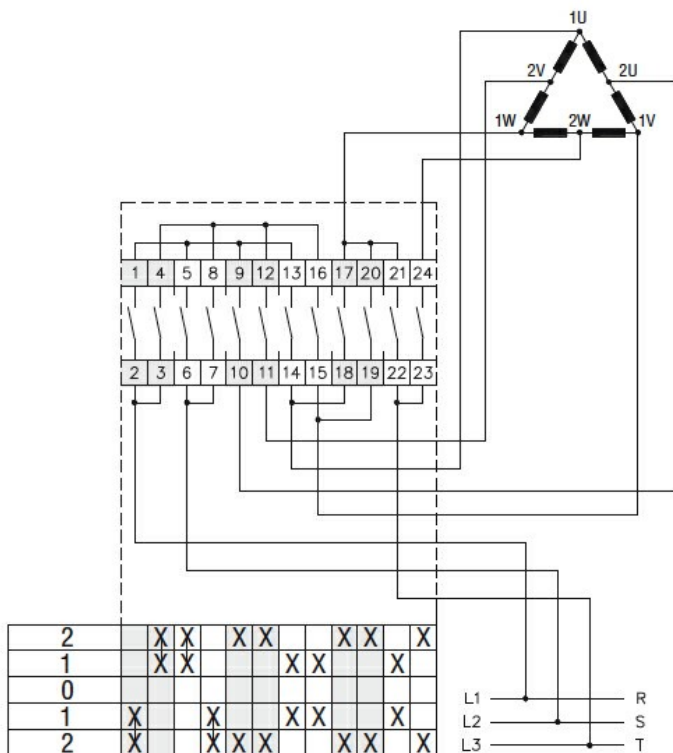 1U
2V 2U
1W 2W 1V
1 4 5 8 9 12 13 16 17 20 21 24
2 3 6 7 10 11 14 15 18 19 22 23
2 X X X X X X X
1 X X X X X
0
1 X X X X X
2 X X X X X X X
L1 R
L2 S
L3 T